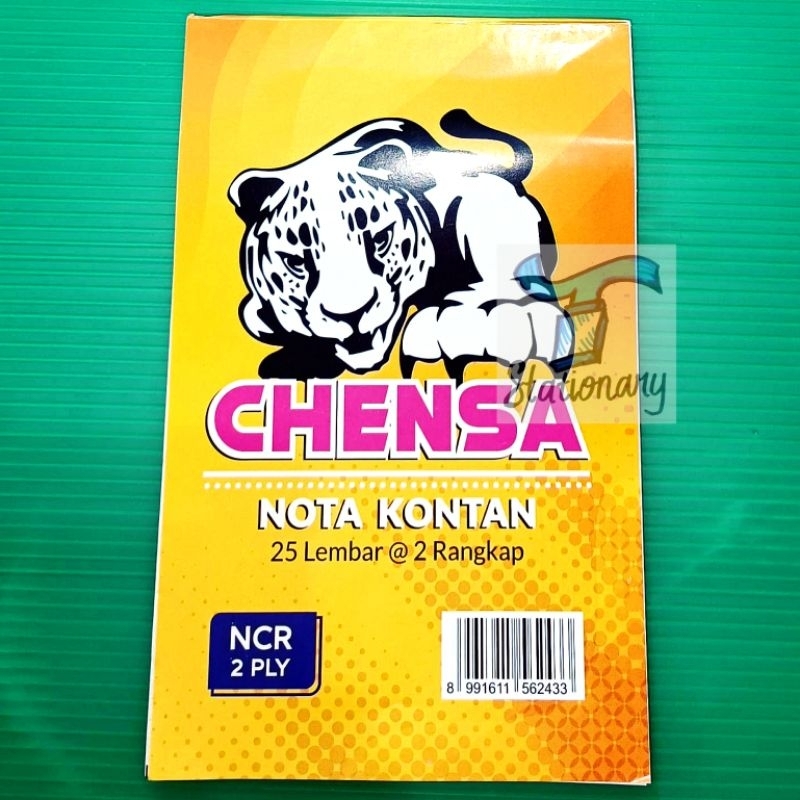 Stationary
CHENSA
NOTA KONTAN
25 Lembar @ 2 Rangkap
NCR
2 PLY
8 991611 562433